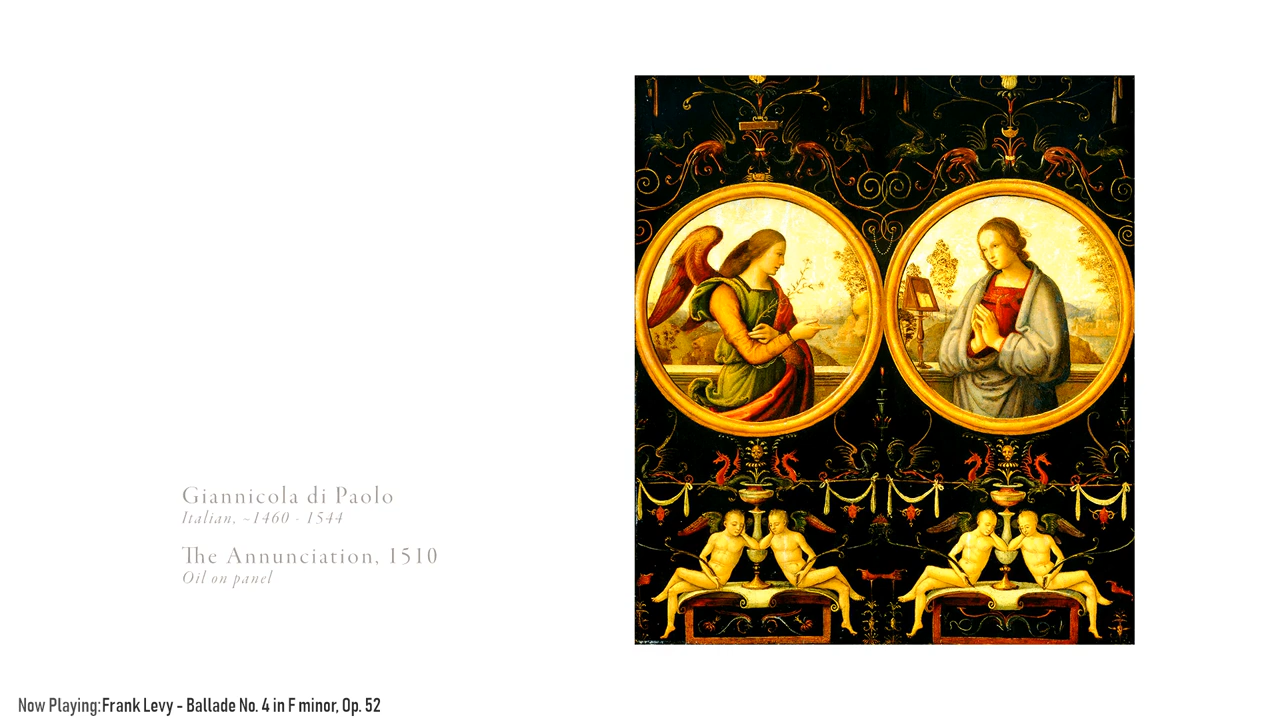 Giannicola di Paolo
Italian, ~1460 - 1544
The Annunciation, 1510
Oil on panel
Now Playing:Frank Levy - Ballade No. 4 in F minor, Op. 52